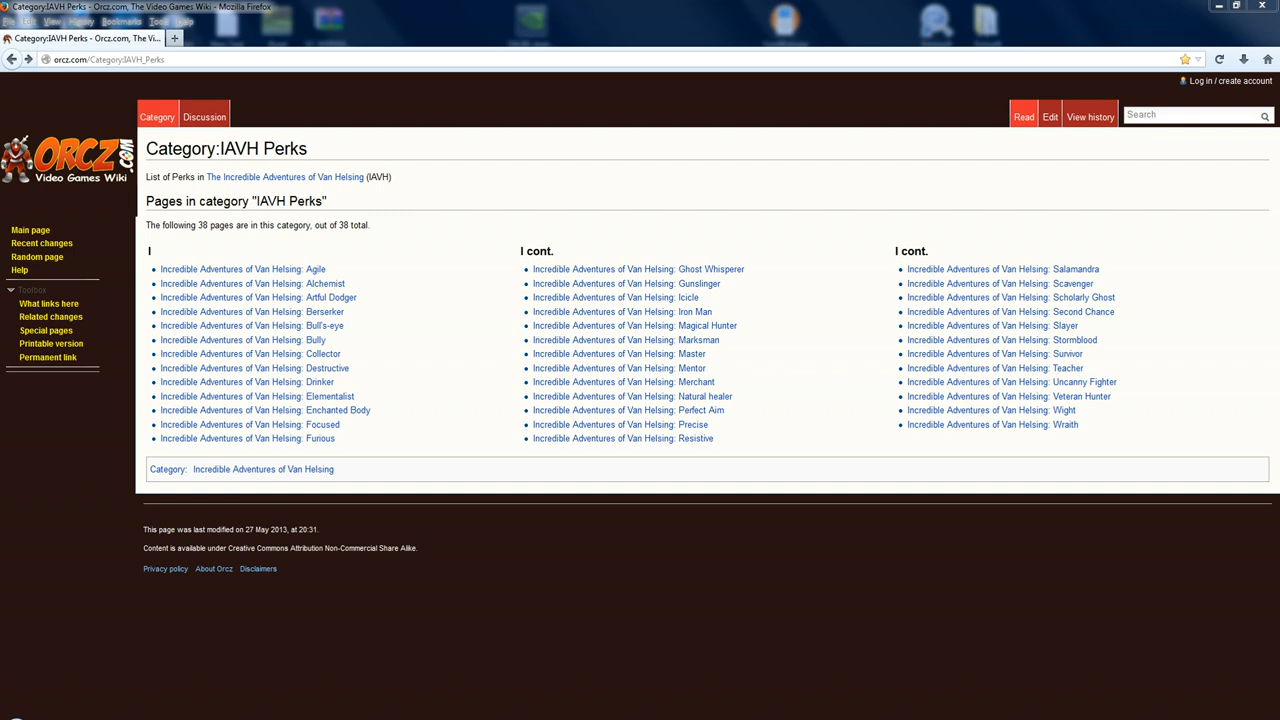 Category:IAVH Perks - Orcz.com, The Video Games Wiki - Mozilla Firefox
File Edit View History Bookmarks Tools Help
Category:IAVH Perks - Orcz.com, The Vi...
orcz.com/Category:IAVH_Perks
Log in / create account
Category Discussion
Read Edit View history Search
ORCZ.com
Video Games Wiki
Category:IAVH Perks
List of Perks in The Incredible Adventures of Van Helsing (IAVH)
Pages in category "IAVH Perks"
The following 38 pages are in this category, out of 38 total.
Main page
Recent changes
Random page
Help
Toolbox
What links here
Related changes
Special pages
Printable version
Permanent link
I
Incredible Adventures of Van Helsing: Agile
Incredible Adventures of Van Helsing: Alchemist
Incredible Adventures of Van Helsing: Artful Dodger
Incredible Adventures of Van Helsing: Berserker
Incredible Adventures of Van Helsing: Bull's-eye
Incredible Adventures of Van Helsing: Bully
Incredible Adventures of Van Helsing: Collector
Incredible Adventures of Van Helsing: Destructive
Incredible Adventures of Van Helsing: Drinker
Incredible Adventures of Van Helsing: Elementalist
Incredible Adventures of Van Helsing: Enchanted Body
Incredible Adventures of Van Helsing: Focused
Incredible Adventures of Van Helsing: Furious
I cont.
Incredible Adventures of Van Helsing: Ghost Whisperer
Incredible Adventures of Van Helsing: Gunslinger
Incredible Adventures of Van Helsing: Icicle
Incredible Adventures of Van Helsing: Iron Man
Incredible Adventures of Van Helsing: Magical Hunter
Incredible Adventures of Van Helsing: Marksman
Incredible Adventures of Van Helsing: Master
Incredible Adventures of Van Helsing: Mentor
Incredible Adventures of Van Helsing: Merchant
Incredible Adventures of Van Helsing: Natural healer
Incredible Adventures of Van Helsing: Perfect Aim
Incredible Adventures of Van Helsing: Precise
Incredible Adventures of Van Helsing: Resistive
I cont.
Incredible Adventures of Van Helsing: Salamandra
Incredible Adventures of Van Helsing: Scavenger
Incredible Adventures of Van Helsing: Scholarly Ghost
Incredible Adventures of Van Helsing: Second Chance
Incredible Adventures of Van Helsing: Slayer
Incredible Adventures of Van Helsing: Stormblood
Incredible Adventures of Van Helsing: Survivor
Incredible Adventures of Van Helsing: Teacher
Incredible Adventures of Van Helsing: Uncanny Fighter
Incredible Adventures of Van Helsing: Veteran Hunter
Incredible Adventures of Van Helsing: Wight
Incredible Adventures of Van Helsing: Wraith
Category: Incredible Adventures of Van Helsing
This page was last modified on 27 May 2013, at 20:31.
Content is available under Creative Commons Attribution Non-Commercial Share Alike.
Privacy policy About Orcz Disclaimers